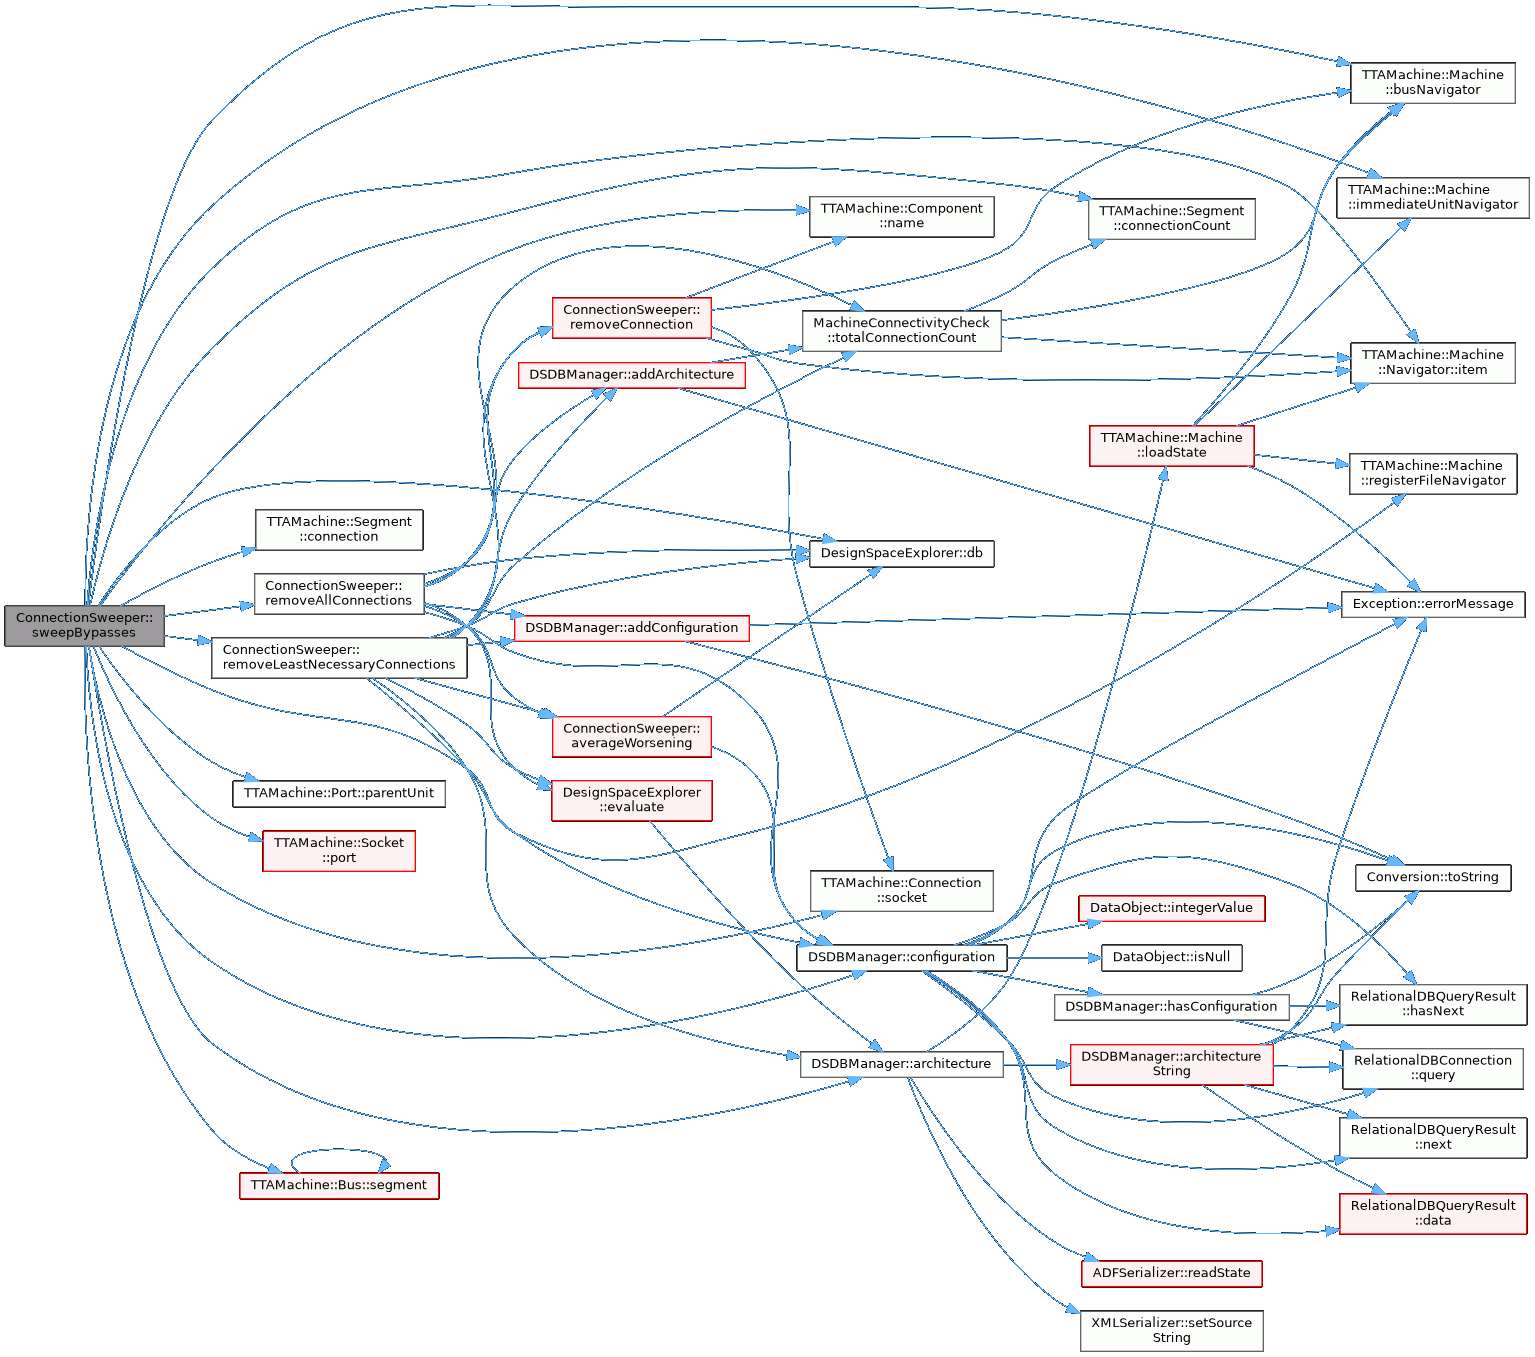 ConnectionSweeper::
sweepBypasses
TTAMachine::Segment
::connection
ConnectionSweeper::
removeAllConnections
ConnectionSweeper::
removeLeastNecessaryConnections
TTAMachine::Port::parentUnit
TTAMachine::Socket
::port
TTAMachine::Bus::segment
ConnectionSweeper::
removeConnection
DSDBManager::addArchitecture
DSDBManager::addConfiguration
ConnectionSweeper::
averageWorsening
DesignSpaceExplorer
::evaluate
TTAMachine::Component
::name
MachineConnectivityCheck
::totalConnectionCount
DesignSpaceExplorer::db
TTAMachine::Connection
::socket
DSDBManager::configuration
DSDBManager::architecture
TTAMachine::Segment
::connectionCount
TTAMachine::Machine
::loadState
DataObject::integerValue
DataObject::isNull
DSDBManager::hasConfiguration
DSDBManager::architecture
String
ADFSerializer::readState
XMLSerializer::setSource
String
TTAMachine::Machine
::busNavigator
TTAMachine::Machine
::immediateUnitNavigator
TTAMachine::Machine
::Navigator::item
TTAMachine::Machine
::registerFileNavigator
Exception::errorMessage
Conversion::toString
RelationalDBQueryResult
::hasNext
RelationalDBConnection
::query
RelationalDBQueryResult
::next
RelationalDBQueryResult
::data